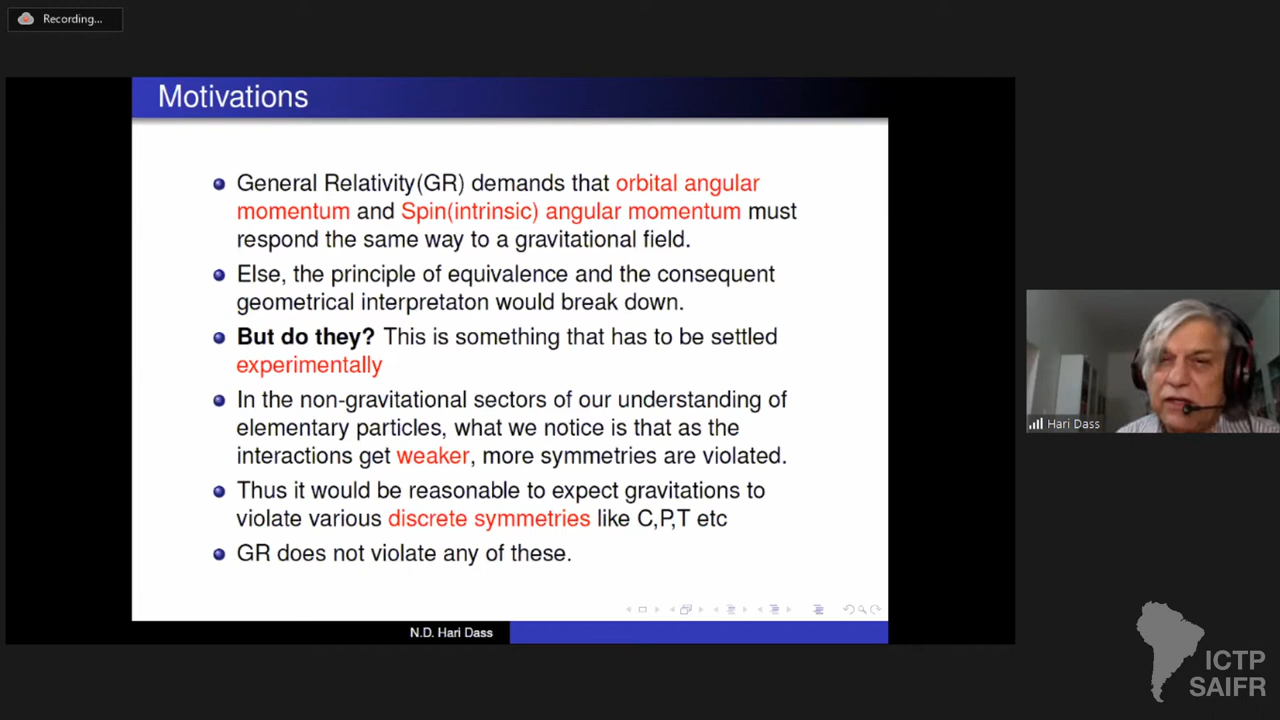 Recording...
Motivations
General Relativity(GR) demands that orbital angular
momentum and Spin(intrinsic) angular momentum must
respond the same way to a gravitational field.
Else, the principle of equivalence and the consequent
geometrical interpretaton would break down.
But do they? This is something that has to be settled
experimentally
In the non-gravitational sectors of our understanding of
elementary particles, what we notice is that as the
interactions get weaker, more symmetries are violated.
Thus it would be reasonable to expect gravitations to
violate various discrete symmetries like C,P,T etc
GR does not violate any of these.
N.D. Hari Dass
Hari Dass
ICTP
SAIFR